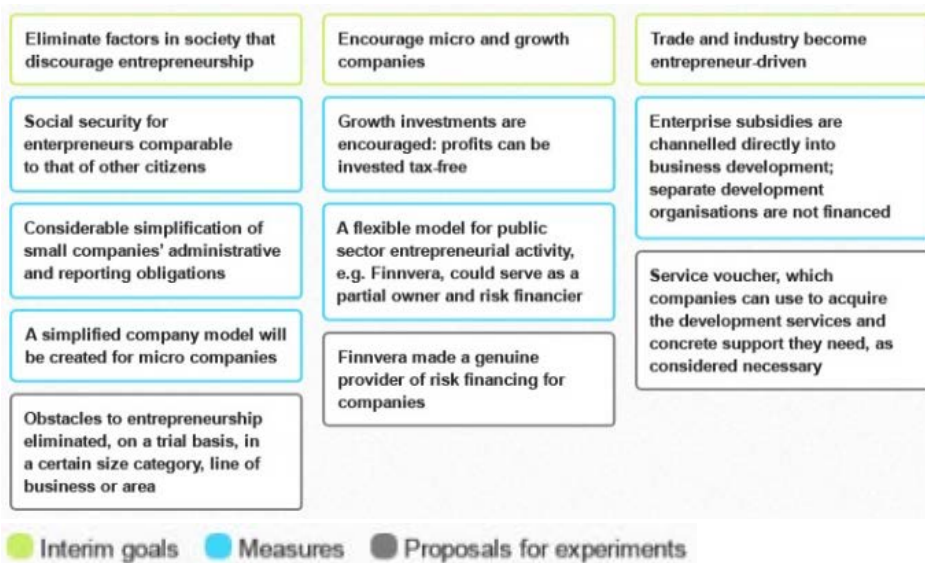 Eliminate factors in society that
discourage entrepreneurship
Social security for
enterpreneurs comparable
to that of other citizens
Considerable simplification of
small companies' administrative
and reporting obligations
A simplified company model will
be created for micro companies
Obstacles to entrepreneurship
eliminated, on a trial basis, in
a certain size category, line of
business or area
Encourage micro and growth
companies
Growth investments are
encouraged: profits can be
invested tax-free
A flexible model for public
sector entrepreneurial activity,
e.g. Finnvera, could serve as a
partial owner and risk financier
Finnvera made a genuine
provider of risk financing for
companies
Trade and industry become
entrepreneur-driven
Enterprise subsidies are
channelled directly into
business development;
separate development
organisations are not financed
Service voucher, which
companies can use to acquire
the development services and
concrete support they need, as
considered necessary
Interim goals Measures Proposals for experiments